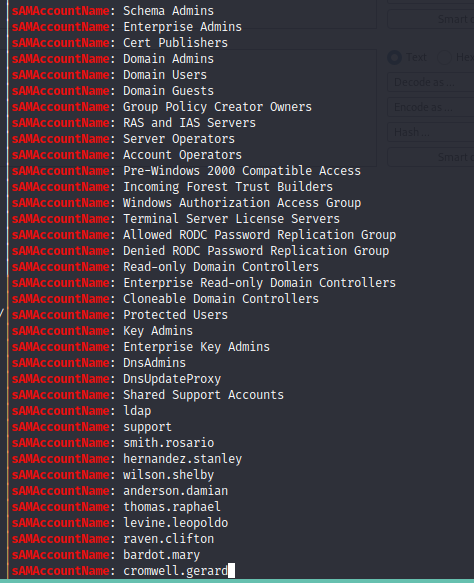 sAMAccountName: Schema Admins
sAMAccountName: Enterprise Admins
sAMAccountName: Cert Publishers
sAMAccountName: Domain Admins
sAMAccountName: Domain Users
sAMAccountName: Domain Guests
sAMAccountName: Group Policy Creator Owners
sAMAccountName: RAS and IAS Servers
sAMAccountName: Server Operators
sAMAccountName: Account Operators
sAMAccountName: Pre-Windows 2000 Compatible Access
sAMAccountName: Incoming Forest Trust Builders
sAMAccountName: Windows Authorization Access Group
sAMAccountName: Terminal Server License Servers
sAMAccountName: Allowed RODC Password Replication Group
sAMAccountName: Denied RODC Password Replication Group
sAMAccountName: Read-only Domain Controllers
sAMAccountName: Enterprise Read-only Domain Controllers
sAMAccountName: Cloneable Domain Controllers
sAMAccountName: Protected Users
sAMAccountName: Key Admins
sAMAccountName: Enterprise Key Admins
sAMAccountName: DnsAdmins
sAMAccountName: DnsUpdateProxy
sAMAccountName: Shared Support Accounts
sAMAccountName: ldap
sAMAccountName: support
sAMAccountName: smith.rosario
sAMAccountName: hernandez.stanley
sAMAccountName: wilson.shelby
sAMAccountName: anderson.damian
sAMAccountName: thomas.raphael
sAMAccountName: levine.leopoldo
sAMAccountName: raven.clifton
sAMAccountName: bardot.mary
sAMAccountName: cromwell.gerard
Smart
Text
Decode as ...
Encode as ...
Hash ...
Smart